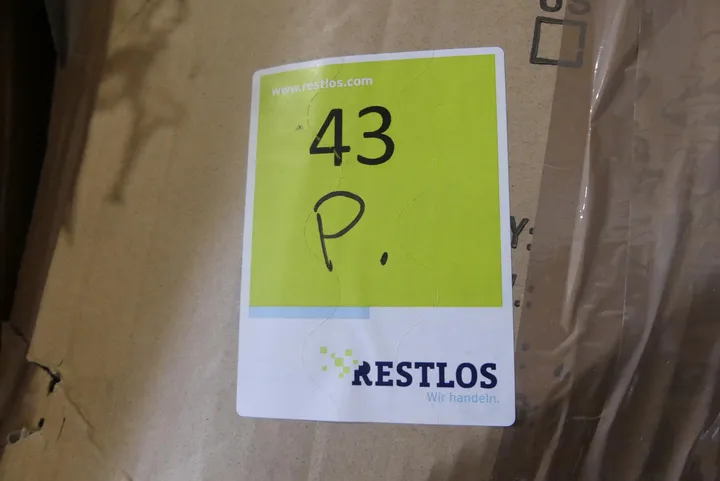 www.restlos.com
43
P.
RESTLOS
Wir handeln.
Y: